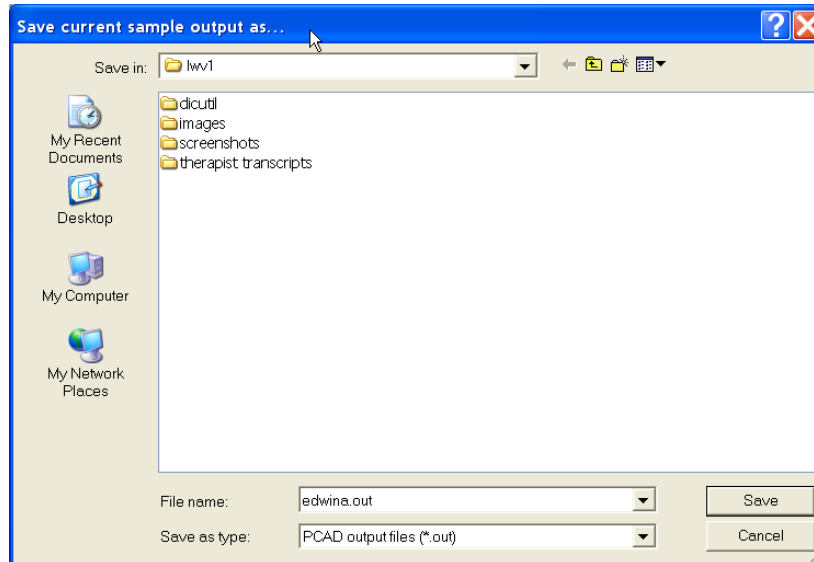 Save current sample output as...
Save in:
lwv1
My Recent
Documents
Desktop
My Computer
My Network
Places
dicutil
images
screenshots
therapist transcripts
File name:
edwina.out
Save
Save as type:
PCAD output files (*.out)
Cancel